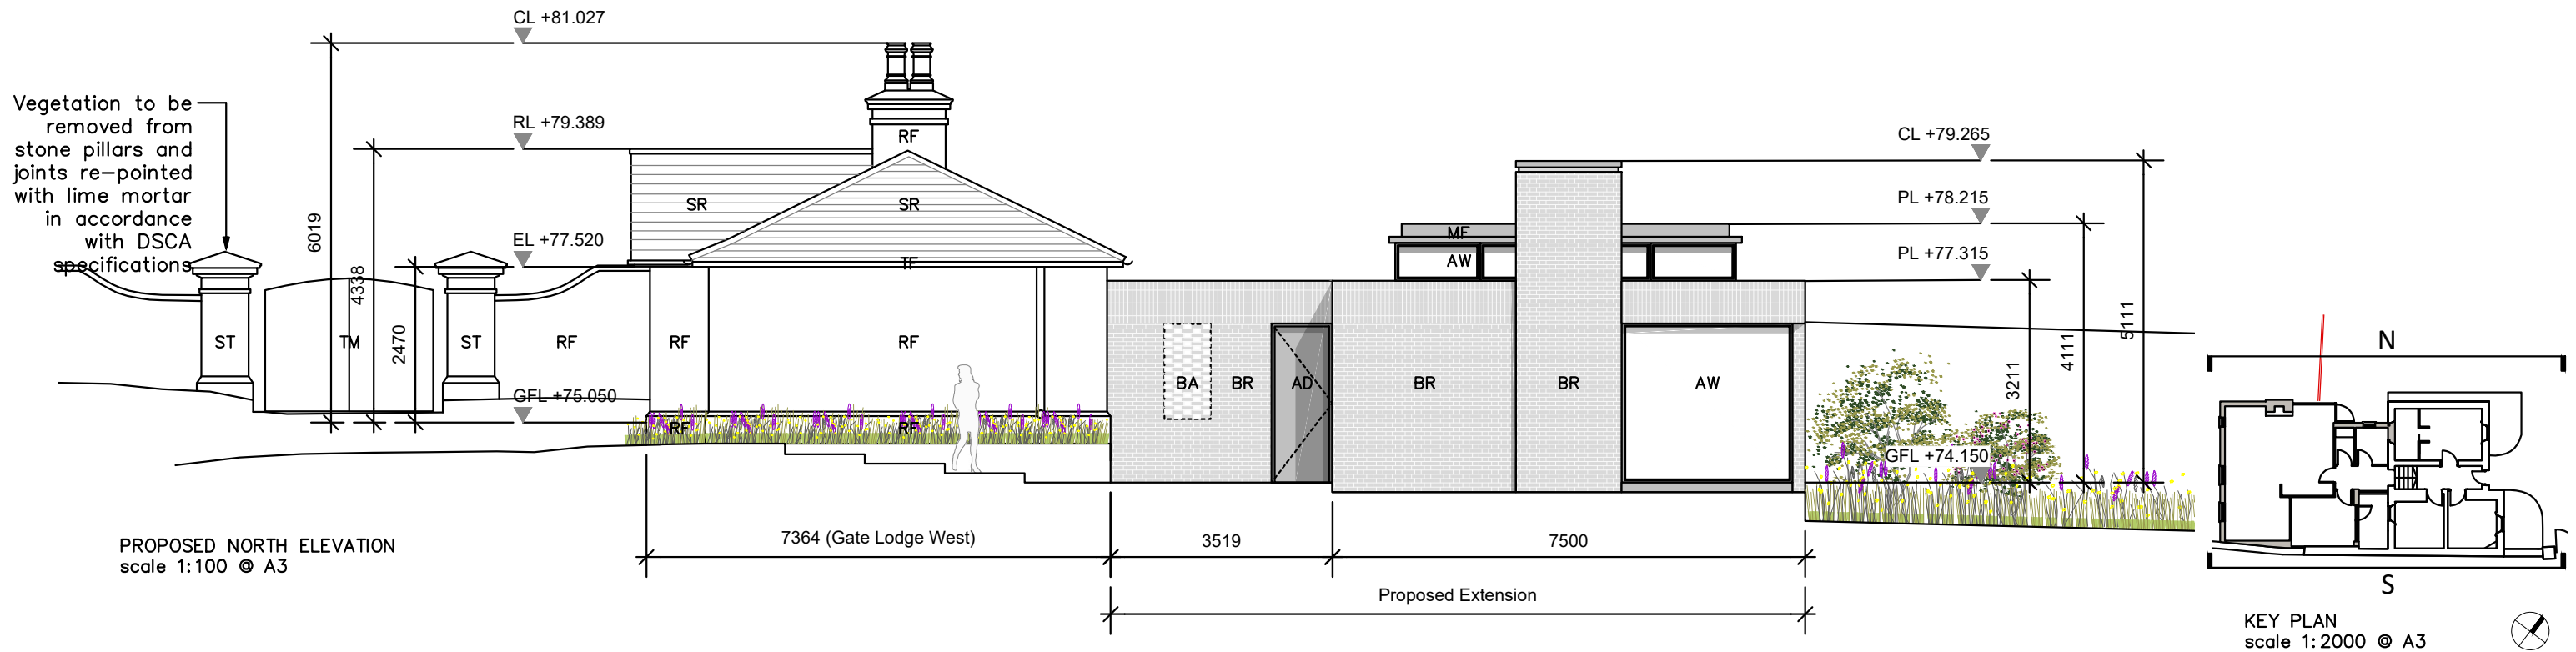 CL +81.027
Vegetation to be
removed from
stone pillars and
joints re-pointed
with lime mortar
in accordance
with DSCA
specifications
RL +79.389
EL +77.520
GFL +75.050
6019
4338
2470
ST
TM
ST
RF
RF
RF
RF
RF
RF
SR
SR
TF
BA
BR
AD
BR
BR
AW
MF
AW
CL +79.265
PL +78.215
PL +77.315
GFL +74.150
3211
4111
5111
7364 (Gate Lodge West)
3519
7500
Proposed Extension
PROPOSED NORTH ELEVATION
scale 1:100 @ A3
N
S
KEY PLAN
scale 1:2000 @ A3